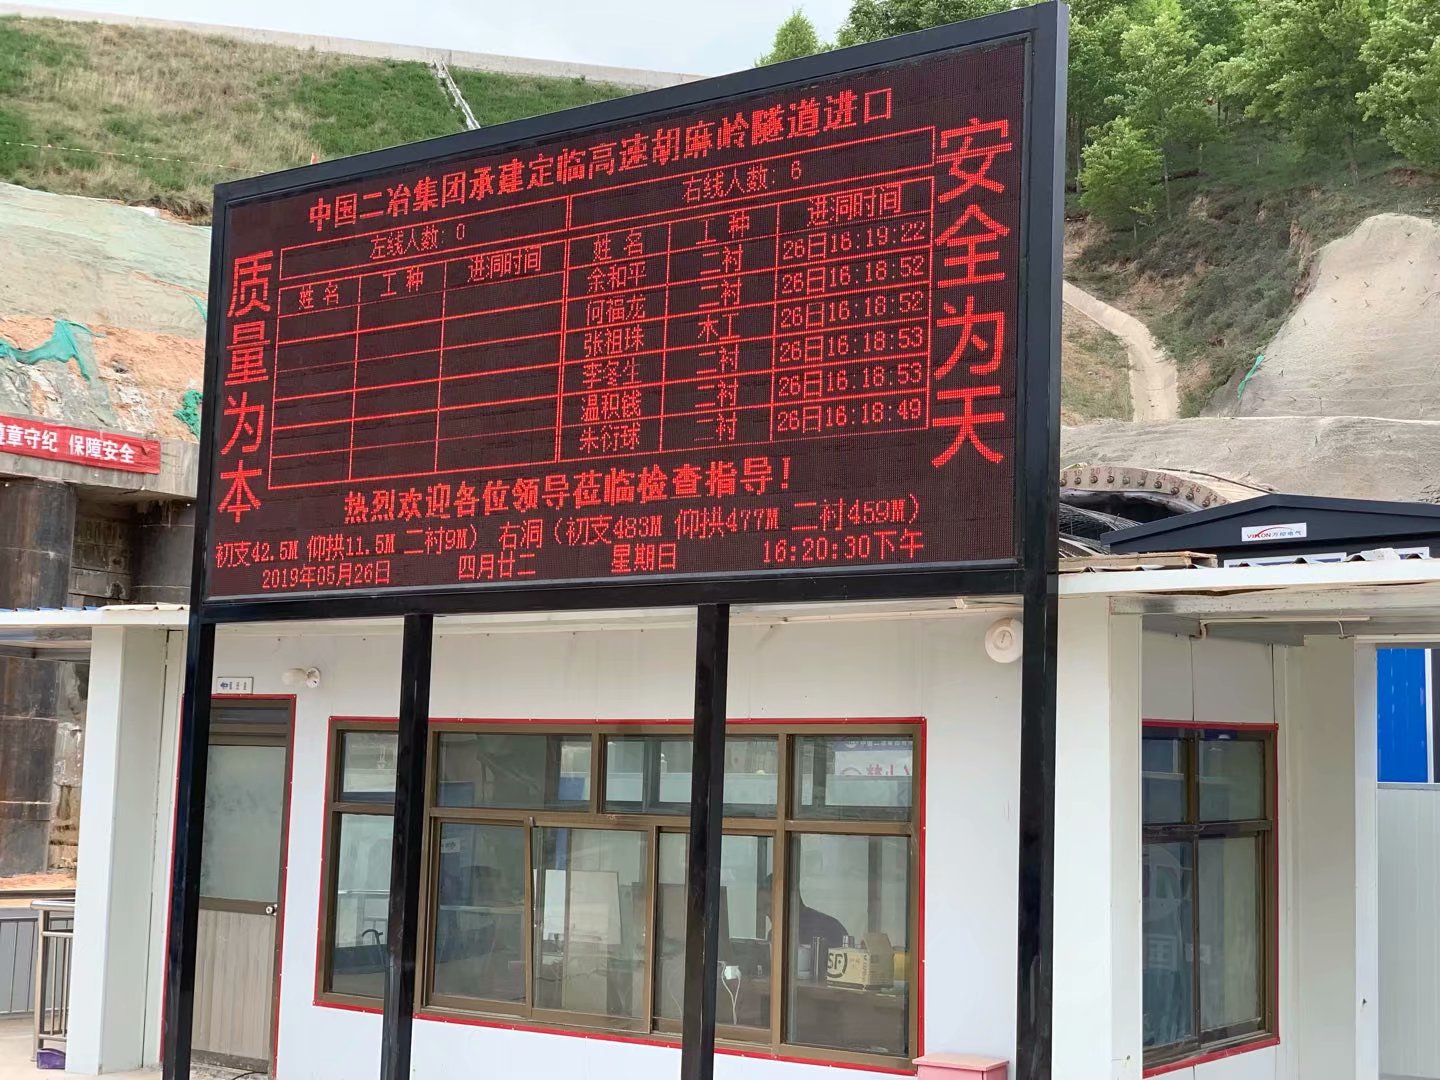 中国二冶集团承建定临高速胡麻岭隧道进口
质量为本
安全为天
左线人数: 0 右线人数: 6
姓名 工种 进洞时间 姓名 工种 进洞时间
余和平 二衬 26日16:19:22
何福龙 二衬 26日16:18:52
张祖珠 木工 26日16:18:52
李冬生 二衬 26日16:18:53
温积钱 二衬 26日16:18:53
朱衍球 二衬 26日16:18:49
热烈欢迎各位领导莅临检查指导!
初支42.5M 仰拱11.5M 二衬9M) 右洞(初支483M 仰拱477M 二衬459M)
2019年05月26日 四月廿二 星期日 16:20:30下午
章守纪 保障安全
VIKON万控电气
SF